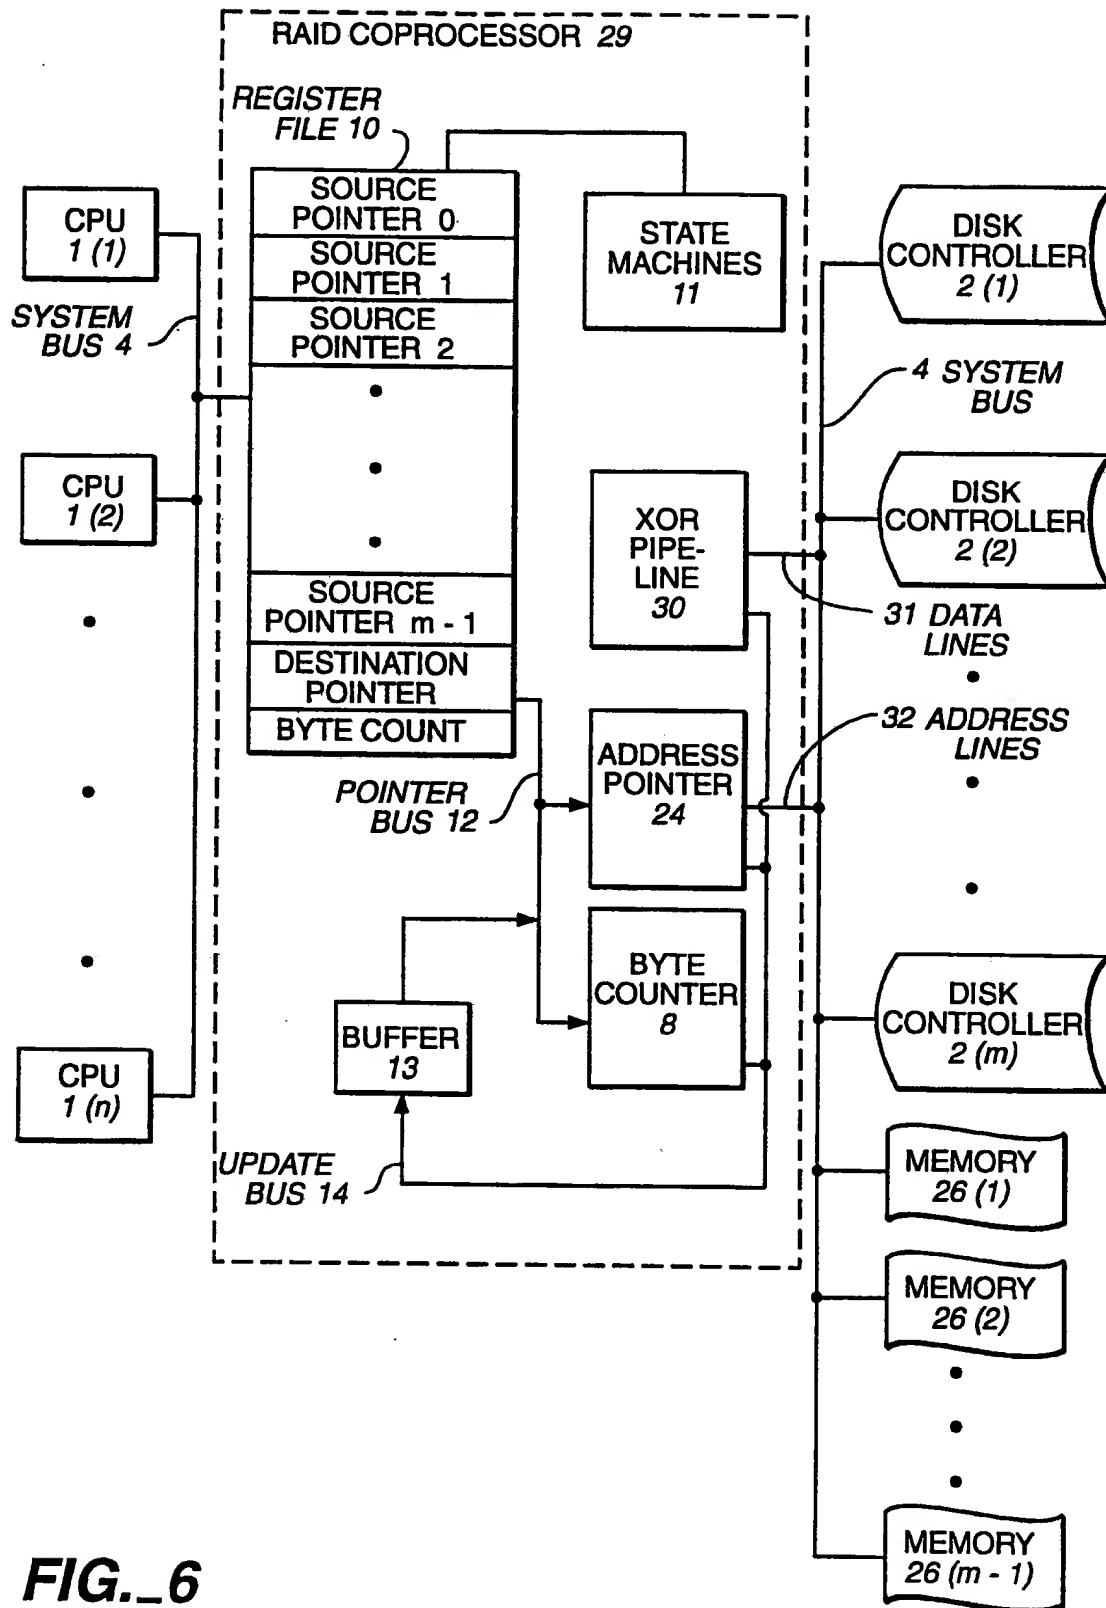 RAID COPROCESSOR 29
REGISTER
FILE 10
SOURCE
POINTER 0
SOURCE
POINTER 1
SOURCE
POINTER 2
SOURCE
POINTER m - 1
DESTINATION
POINTER
BYTE COUNT
CPU
1 (1)
SYSTEM
BUS 4
CPU
1 (2)
CPU
1 (n)
STATE
MACHINES
11
XOR
PIPE-
LINE
30
ADDRESS
POINTER
24
BYTE
COUNTER
8
POINTER
BUS 12
BUFFER
13
UPDATE
BUS 14
DISK
CONTROLLER
2 (1)
4 SYSTEM
BUS
DISK
CONTROLLER
2 (2)
31 DATA
LINES
32 ADDRESS
LINES
DISK
CONTROLLER
2 (m)
MEMORY
26 (1)
MEMORY
26 (2)
MEMORY
26 (m - 1)
FIG._6